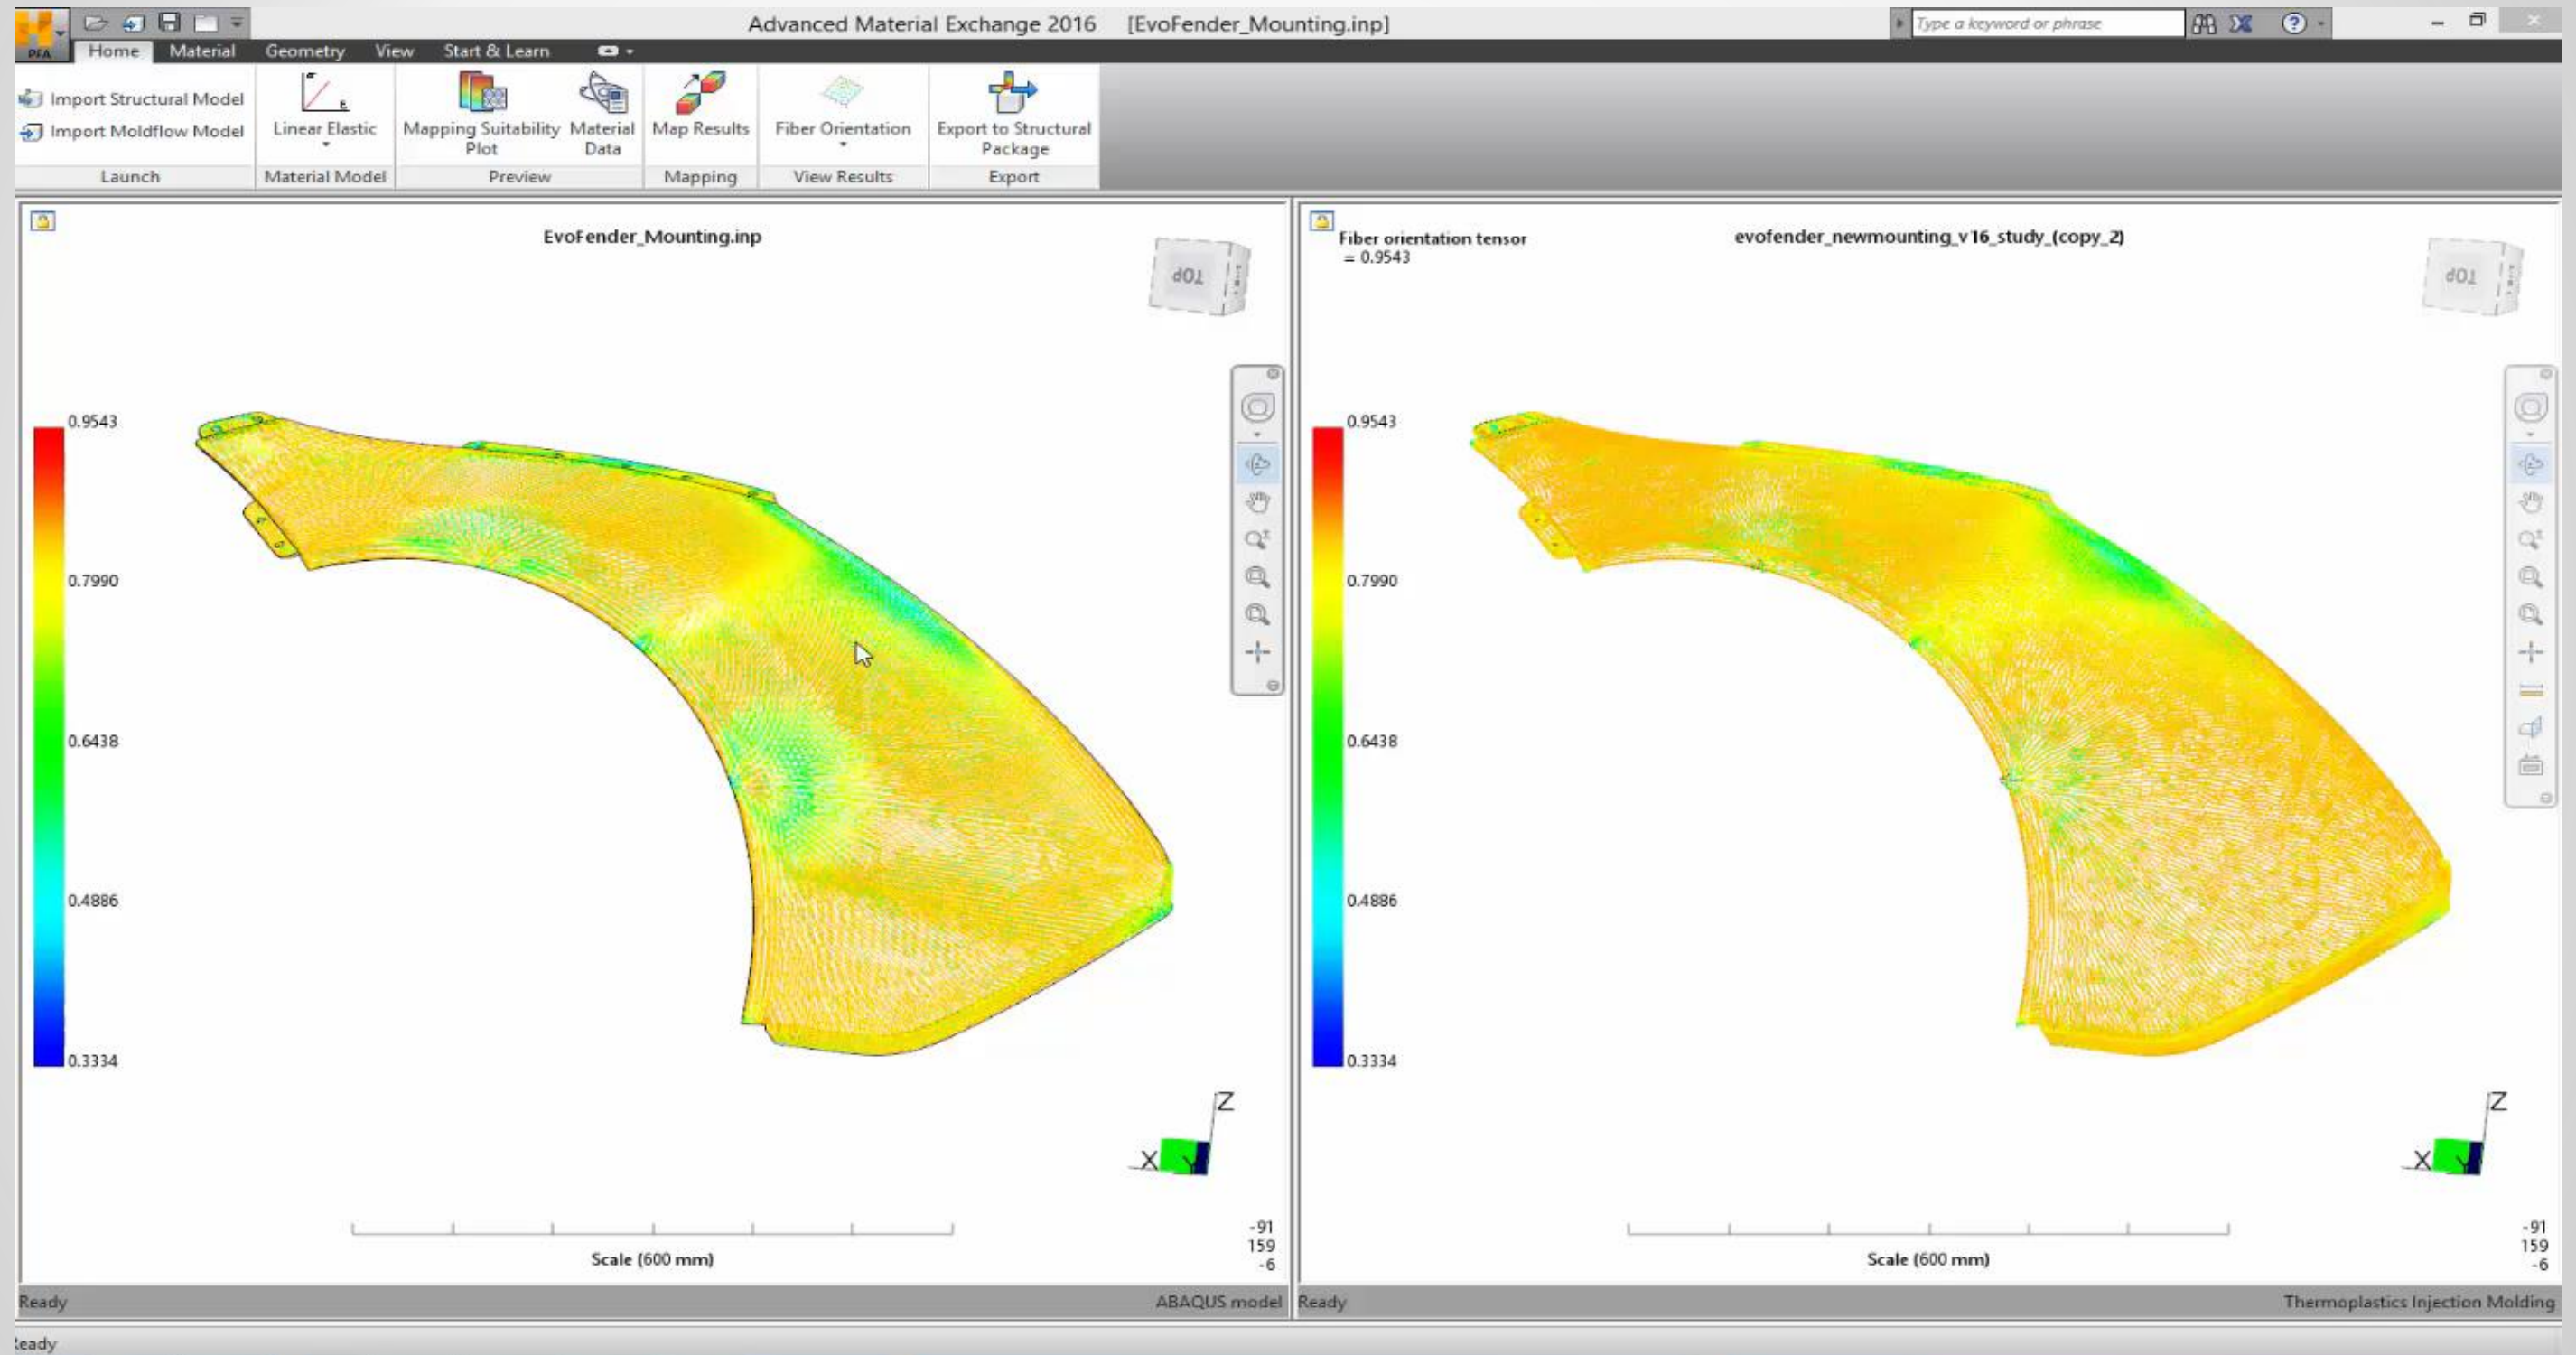 Advanced Material Exchange 2016 [EvoFender_Mounting.inp]
Type a keyword or phrase
PFA
Home Material Geometry View Start & Learn
Import Structural Model
Import Moldflow Model
Launch
Linear Elastic
Material Model
Mapping Suitability Plot
Material Data
Preview
Map Results
Mapping
Fiber Orientation
View Results
Export to Structural Package
Export
EvoFender_Mounting.inp
TOP
0.9543
0.7990
0.6438
0.4886
0.3334
Z
X
Y
-91
159
-6
Scale (600 mm)
Ready
ABAQUS model
Fiber orientation tensor
= 0.9543
evofender_newmounting_v16_study_(copy_2)
TOP
0.9543
0.7990
0.6438
0.4886
0.3334
Z
X
Y
-91
159
-6
Scale (600 mm)
Ready
Thermoplastics Injection Molding
Ready